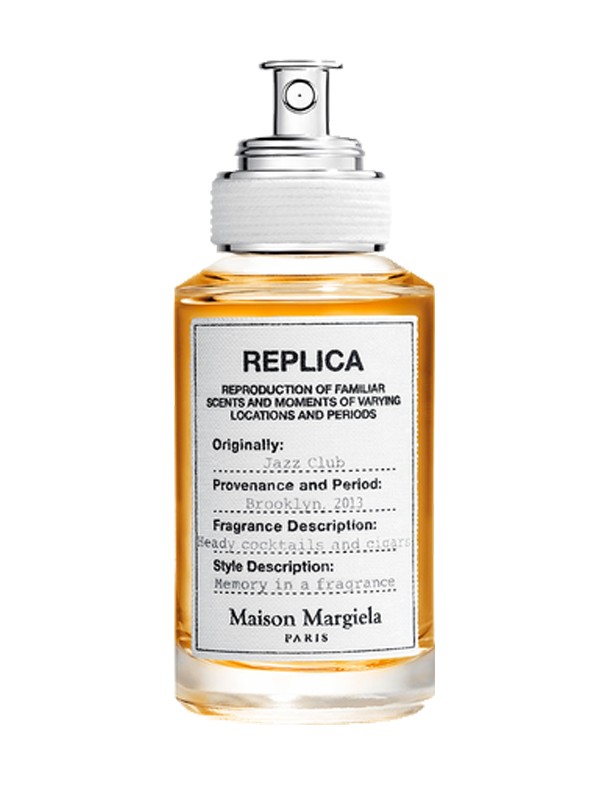 REPLICA
REPRODUCTION OF FAMILIAR
SCENTS AND MOMENTS OF VARYING
LOCATIONS AND PERIODS
Originally:
Jazz Club
Provenance and Period:
Brooklyn, 2013
Fragrance Description:
Heady cocktails and cigars
Style Description:
Memory in a fragrance
Maison Margiela
PARIS